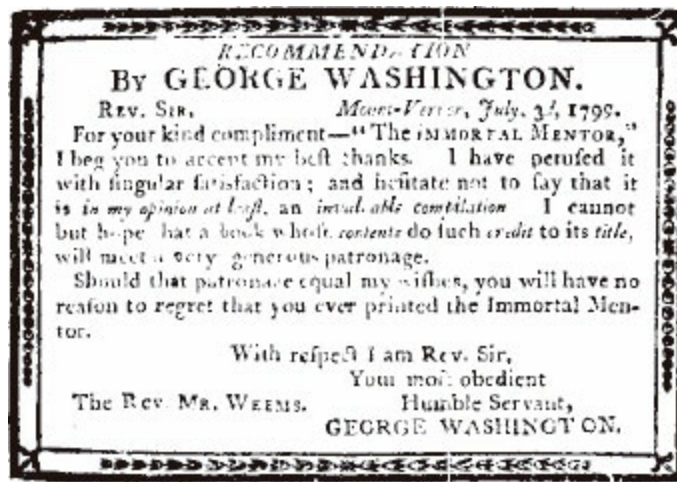 RECOMMENDATION
By GEORGE WASHINGTON.
Rev. Sir, Mount-Vernon, July. 3d, 1799.
For your kind compliment—"The immortal Mentor,"
I beg you to accept my beſt thanks. I have peruſed it
with ſingular ſatisfaction; and heſitate not to ſay that it
is in my opinion at leaſt, an invaluable compilation I cannot
but hope that a book whoſe contents do ſuch credit to its title,
will meet a very generous patronage.
Should that patronage equal my wiſhes, you will have no
reaſon to regret that you ever printed the Immortal Men-
tor.
With reſpect I am Rev. Sir,
Your moſt obedient
The Rev. Mr. Weems. Humble Servant,
GEORGE WASHINGTON.